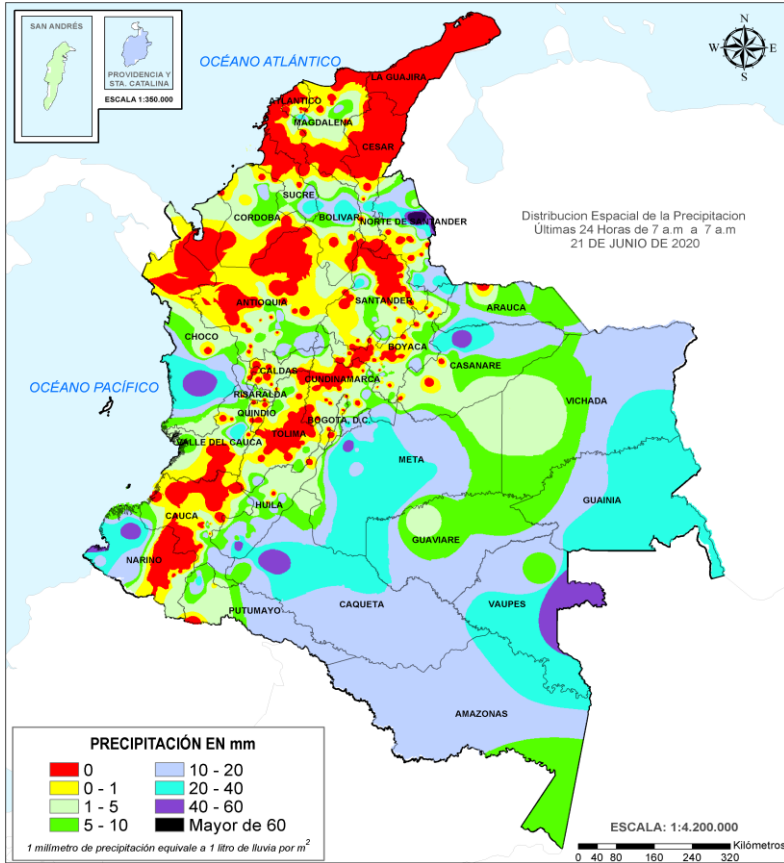 SAN ANDRÉS
PROVIDENCIA Y
STA. CATALINA
ESCALA 1:350.000
OCÉANO ATLÁNTICO
N
W
E
S
LA GUAJIRA
ATLANTICO
MAGDALENA
CESAR
SUCRE
CORDOBA
BOLIVAR
NORTE DE SANTANDER
Distribucion Espacial de la Precipitacion
Últimas 24 Horas de 7 a.m a 7 a.m
21 DE JUNIO DE 2020
ANTIOQUIA
SANTANDER
ARAUCA
CHOCO
BOYACA
CASANARE
OCÉANO PACÍFICO
CALDAS
CUNDINAMARCA
RISARALDA
VICHADA
QUINDIO
BOGOTA, D.C.
TOLIMA
VALLE DEL CAUCA
META
GUAINIA
HUILA
CAUCA
GUAVIARE
NARIÑO
PUTUMAYO
CAQUETA
VAUPES
AMAZONAS
PRECIPITACIÓN EN mm
0
0 - 1
1 - 5
5 - 10
10 - 20
20 - 40
40 - 60
Mayor de 60
1 milímetro de precipitación equivale a 1 litro de lluvia por m²
ESCALA: 1:4.200.000
Kilómetros
0 40 80 160 240 320